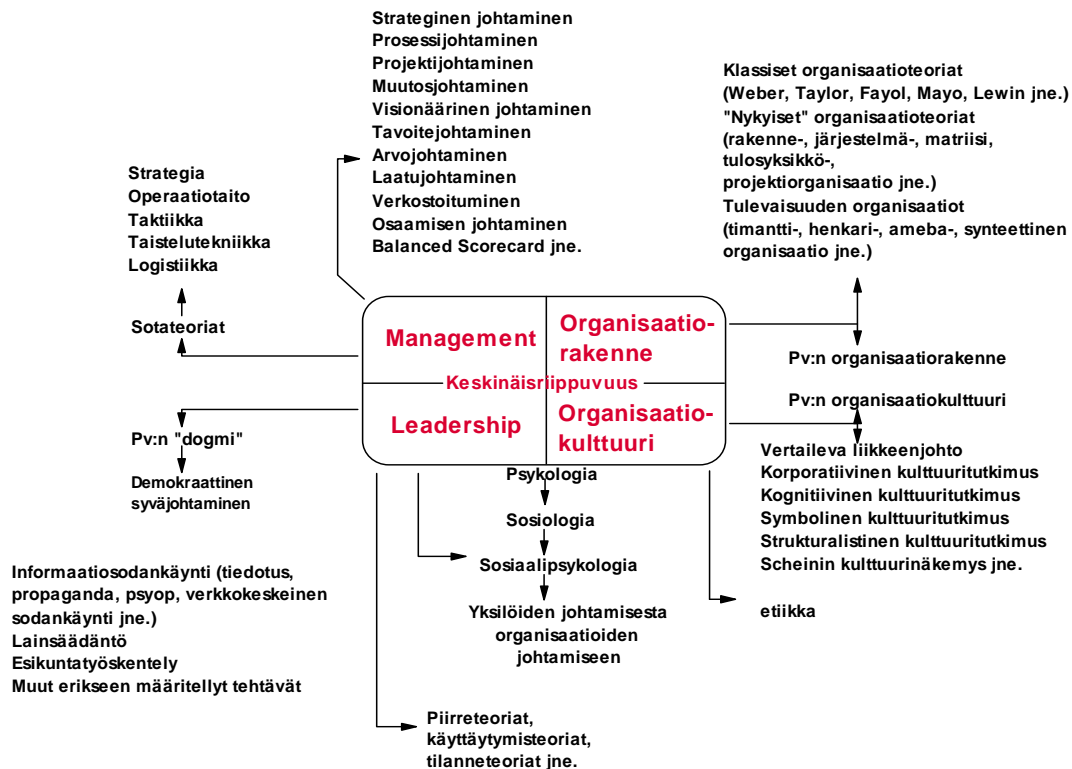 Strateginen johtaminen
Prosessijohtaminen
Projektijohtaminen
Muutosjohtaminen
Visionäärinen johtaminen
Tavoitejohtaminen
Arvojohtaminen
Laatujohtaminen
Verkostoituminen
Osaamisen johtaminen
Balanced Scorecard jne.
Klassiset organisaatioteoriat
(Weber, Taylor, Fayol, Mayo, Lewin jne.)
"Nykyiset" organisaatioteoriat
(rakenne-, järjestelmä-, matriisi,
tulosyksikkö-,
projektiorganisaatio jne.)
Tulevaisuuden organisaatiot
(timantti-, henkari-, ameba-, synteettinen
organisaatio jne.)
Strategia
Operaatiotaito
Taktiikka
Taistelutekniikka
Logistiikka
Sotateoriat
Management
Organisaatio-
rakenne
Keskinäisriippuvuus
Leadership
Organisaatio-
kulttuuri
Pv:n organisaatiorakenne
Pv:n organisaatiokulttuuri
Vertaileva liikkeenjohto
Korporatiivinen kulttuuritutkimus
Kognitiivinen kulttuuritutkimus
Symbolinen kulttuuritutkimus
Strukturalistinen kulttuuritutkimus
Scheinin kulttuurinäkemys jne.
etiikka
Pv:n "dogmi"
Demokraattinen
syväjohtaminen
Psykologia
Sosiologia
Sosiaalipsykologia
Yksilöiden johtamisesta
organisaatioiden
johtamiseen
Informaatiosodankäynti (tiedotus,
propaganda, psyop, verkkokeskeinen
sodankäynti jne.)
Lainsäädäntö
Esikuntatyöskentely
Muut erikseen määritellyt tehtävät
Piirreteoriat,
käyttäytymisteoriat,
tilanneteoriat jne.